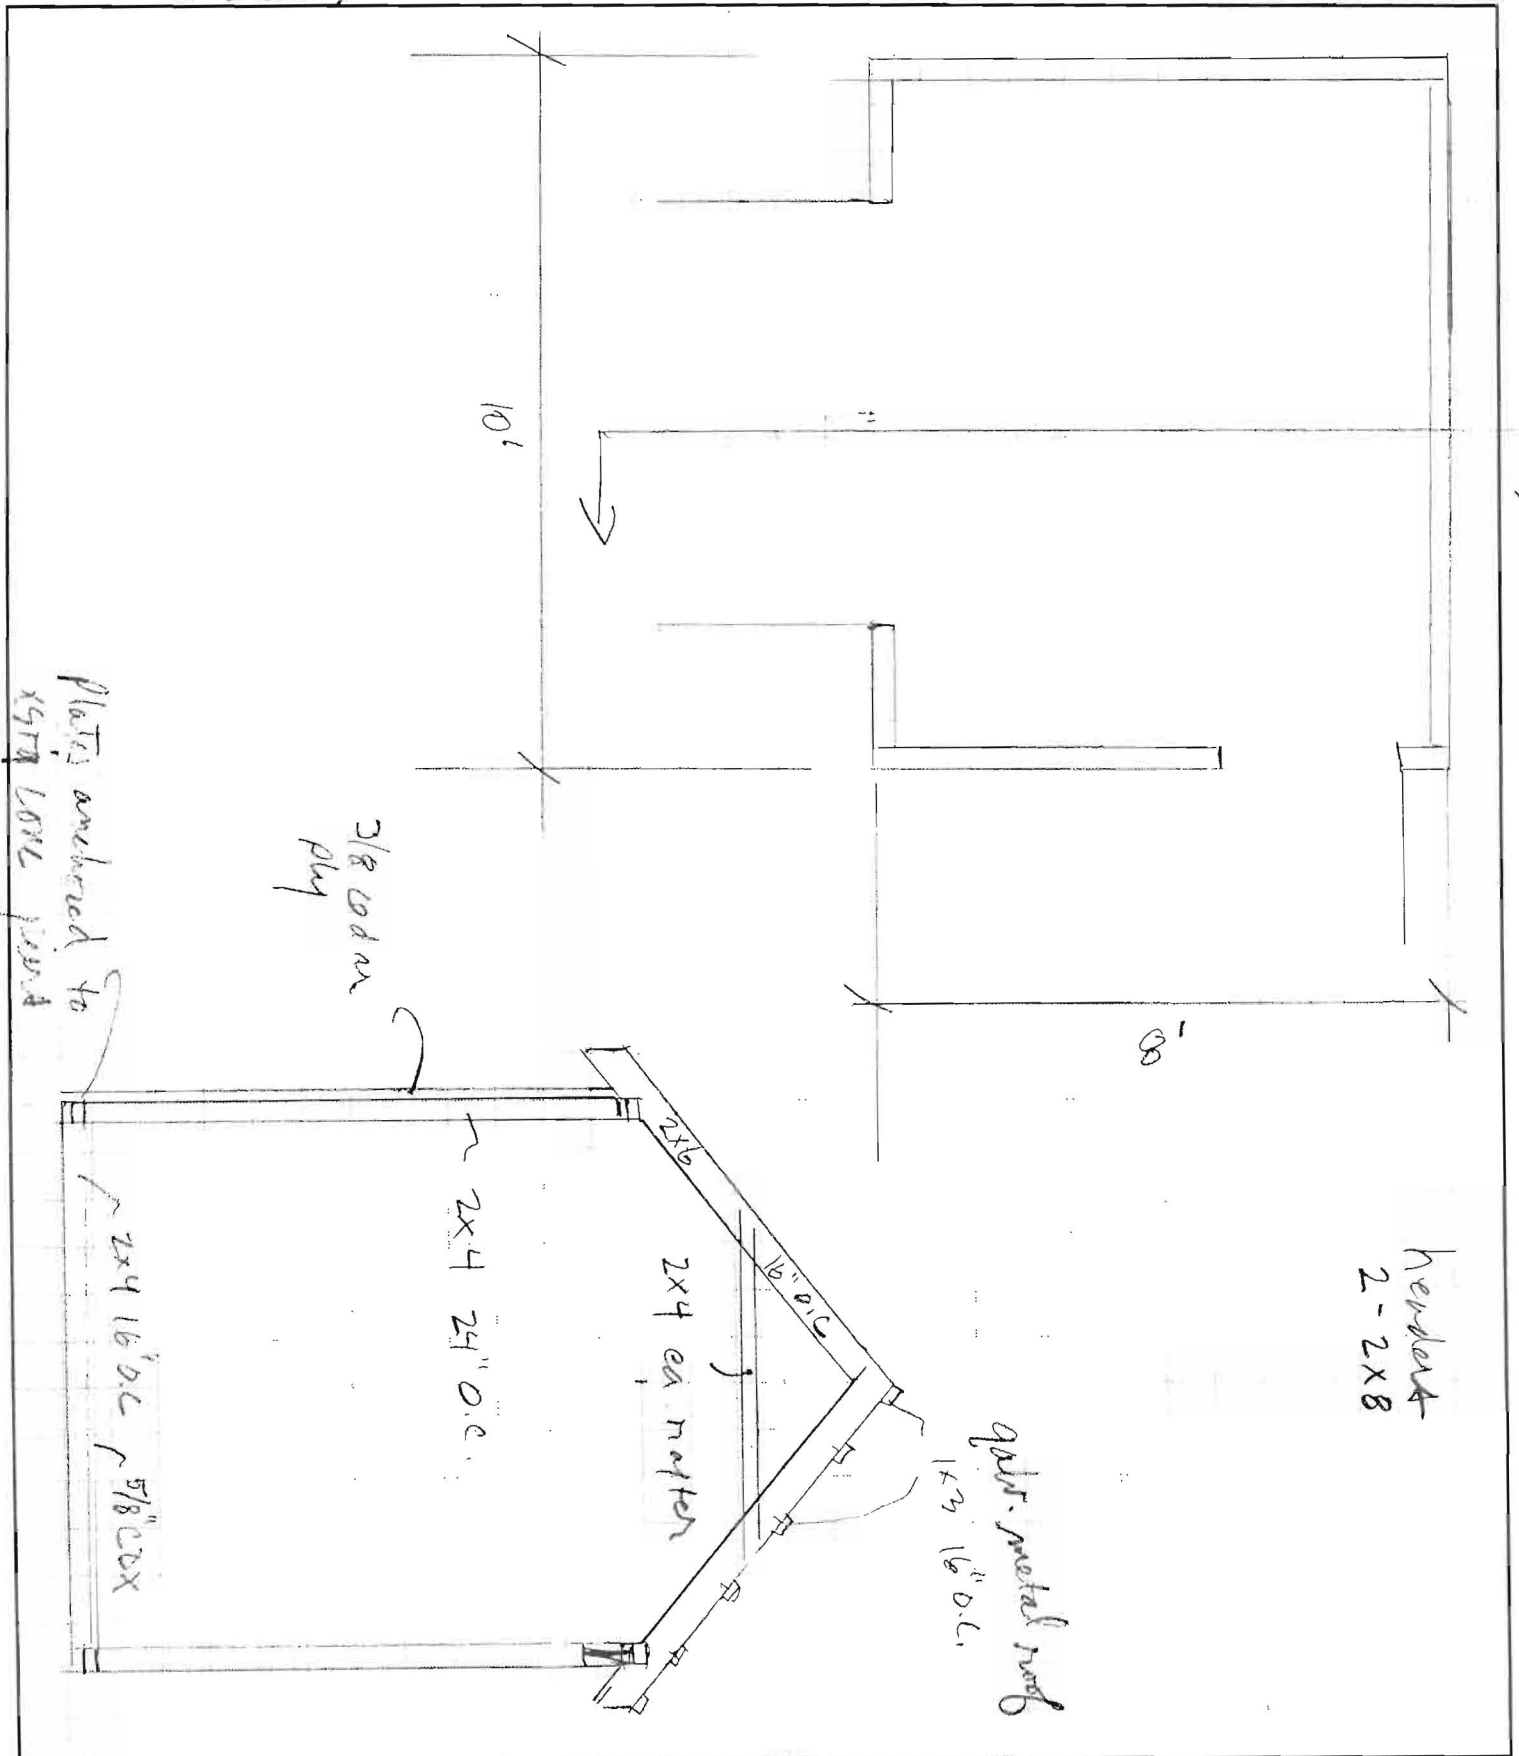 10'
8'
headers
2 - 2x8
galv. metal roof
1x3 16" o.c.
2x6
16" o.c
2x4 ea rafter
2x4 24" O.C.
3/8 cedar
ply
2x4 16" o.c
5/8" CDX
Plates anchored to